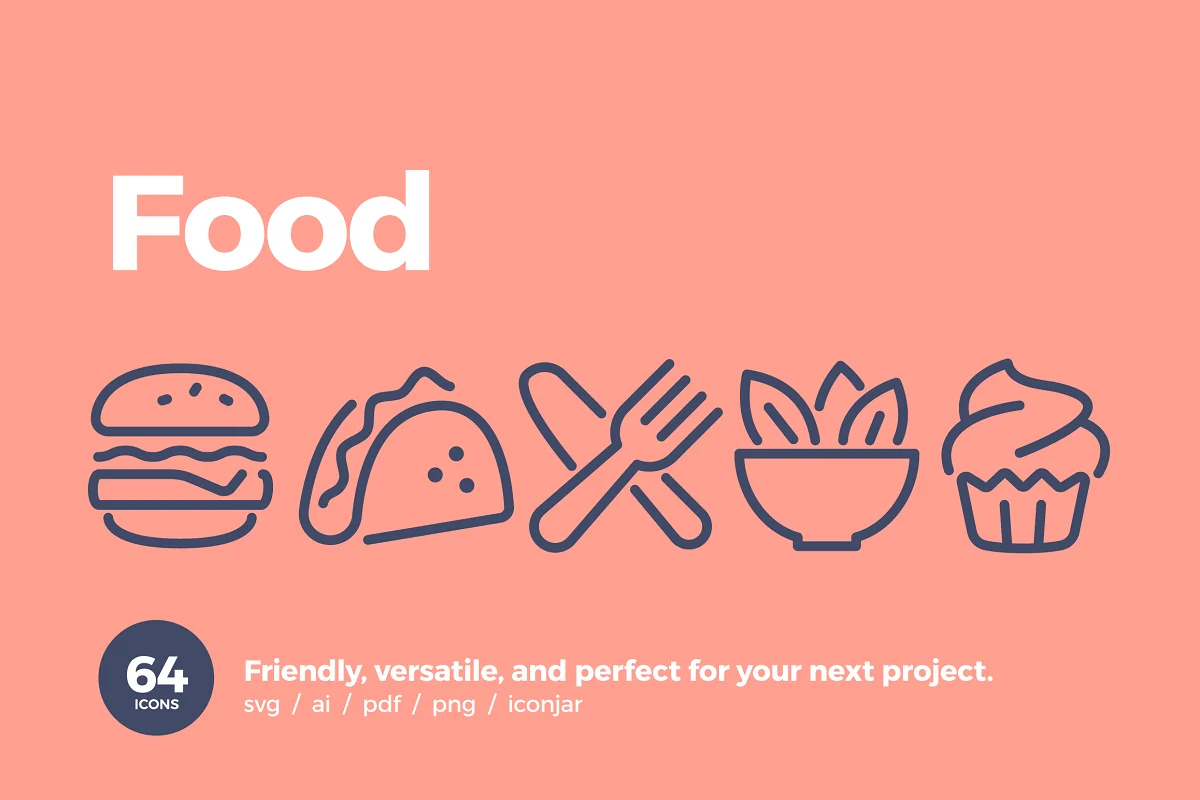 Food
64
ICONS
Friendly, versatile, and perfect for your next project.
svg / ai / pdf / png / iconjar